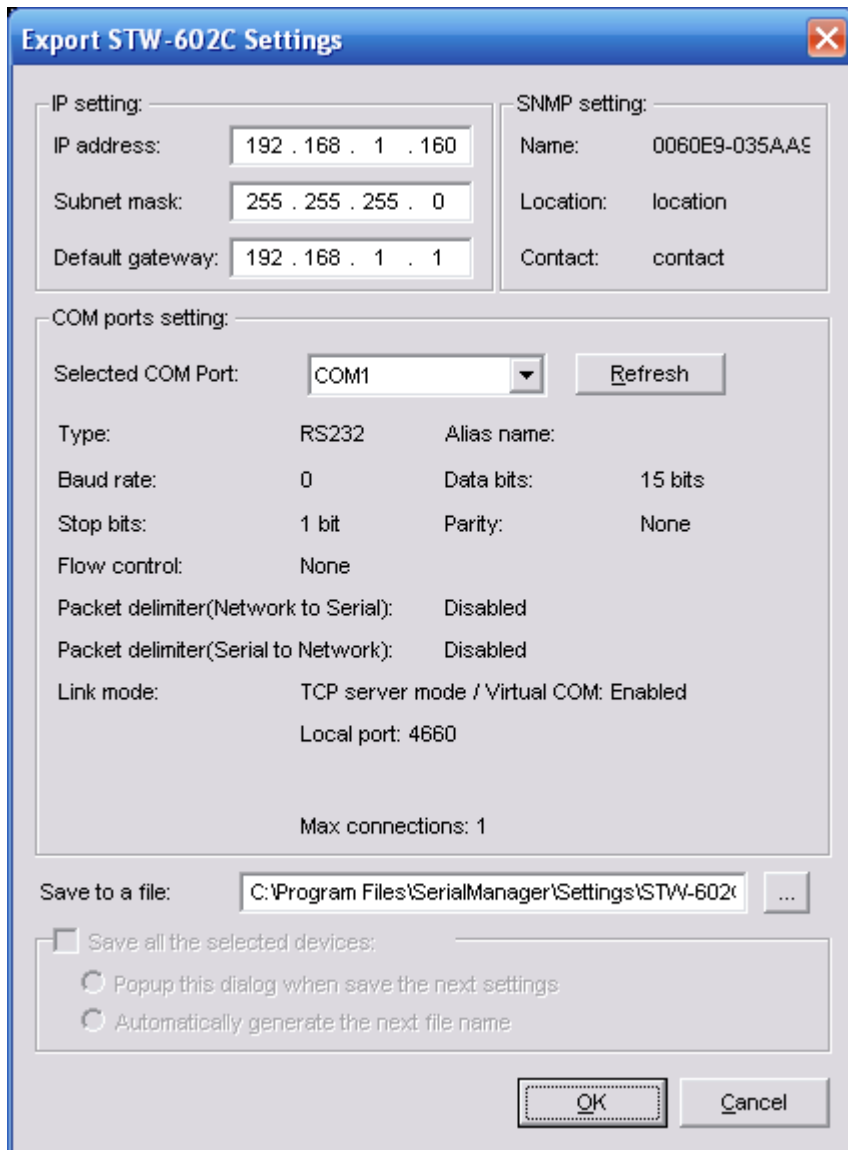 Export STW-602C Settings
IP setting:
IP address: 192 . 168 . 1 . 160
Subnet mask: 255 . 255 . 255 . 0
Default gateway: 192 . 168 . 1 . 1
SNMP setting:
Name: 0060E9-035AA9
Location: location
Contact: contact
COM ports setting:
Selected COM Port: COM1 Refresh
Type: RS232 Alias name:
Baud rate: 0 Data bits: 15 bits
Stop bits: 1 bit Parity: None
Flow control: None
Packet delimiter(Network to Serial): Disabled
Packet delimiter(Serial to Network): Disabled
Link mode: TCP server mode / Virtual COM: Enabled
Local port: 4660
Max connections: 1
Save to a file: C:\Program Files\SerialManager\Settings\STW-602C ...
Save all the selected devices:
Popup this dialog when save the next settings
Automatically generate the next file name
OK Cancel